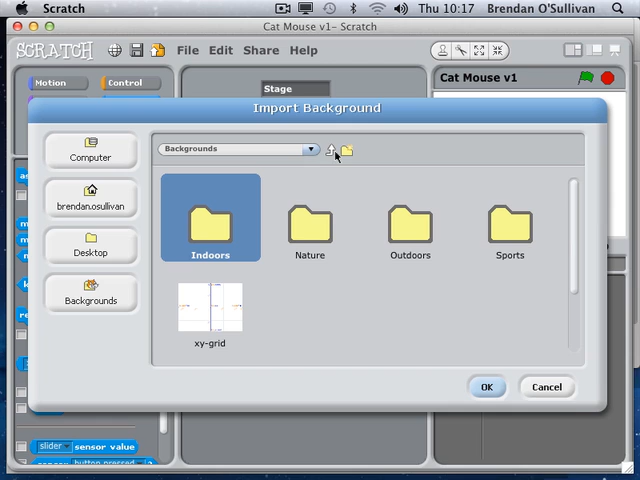 Scratch
Thu 10:17
Brendan O'Sullivan
Cat Mouse v1– Scratch
SCRATCH
File Edit Share Help
Motion
Control
Stage
Cat Mouse v1
Import Background
Computer
brendan.osullivan
Desktop
Backgrounds
Backgrounds
Indoors
Nature
Outdoors
Sports
xy-grid
OK
Cancel
slider sensor value